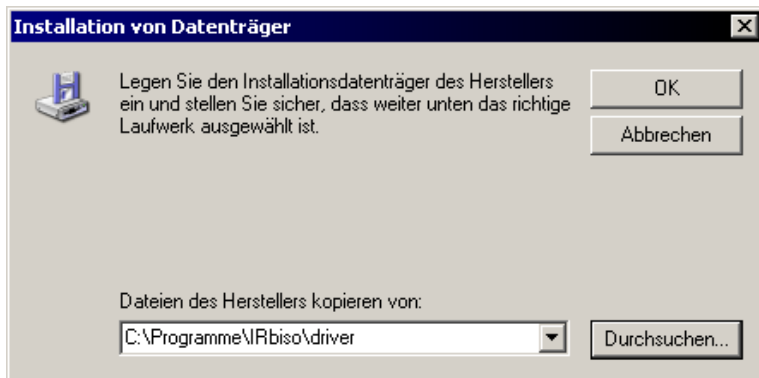 Installation von Datenträger
Legen Sie den Installationsdatenträger des Herstellers
ein und stellen Sie sicher, dass weiter unten das richtige
Laufwerk ausgewählt ist.
OK
Abbrechen
Dateien des Herstellers kopieren von:
C:\Programme\IRbiso\driver
Durchsuchen...